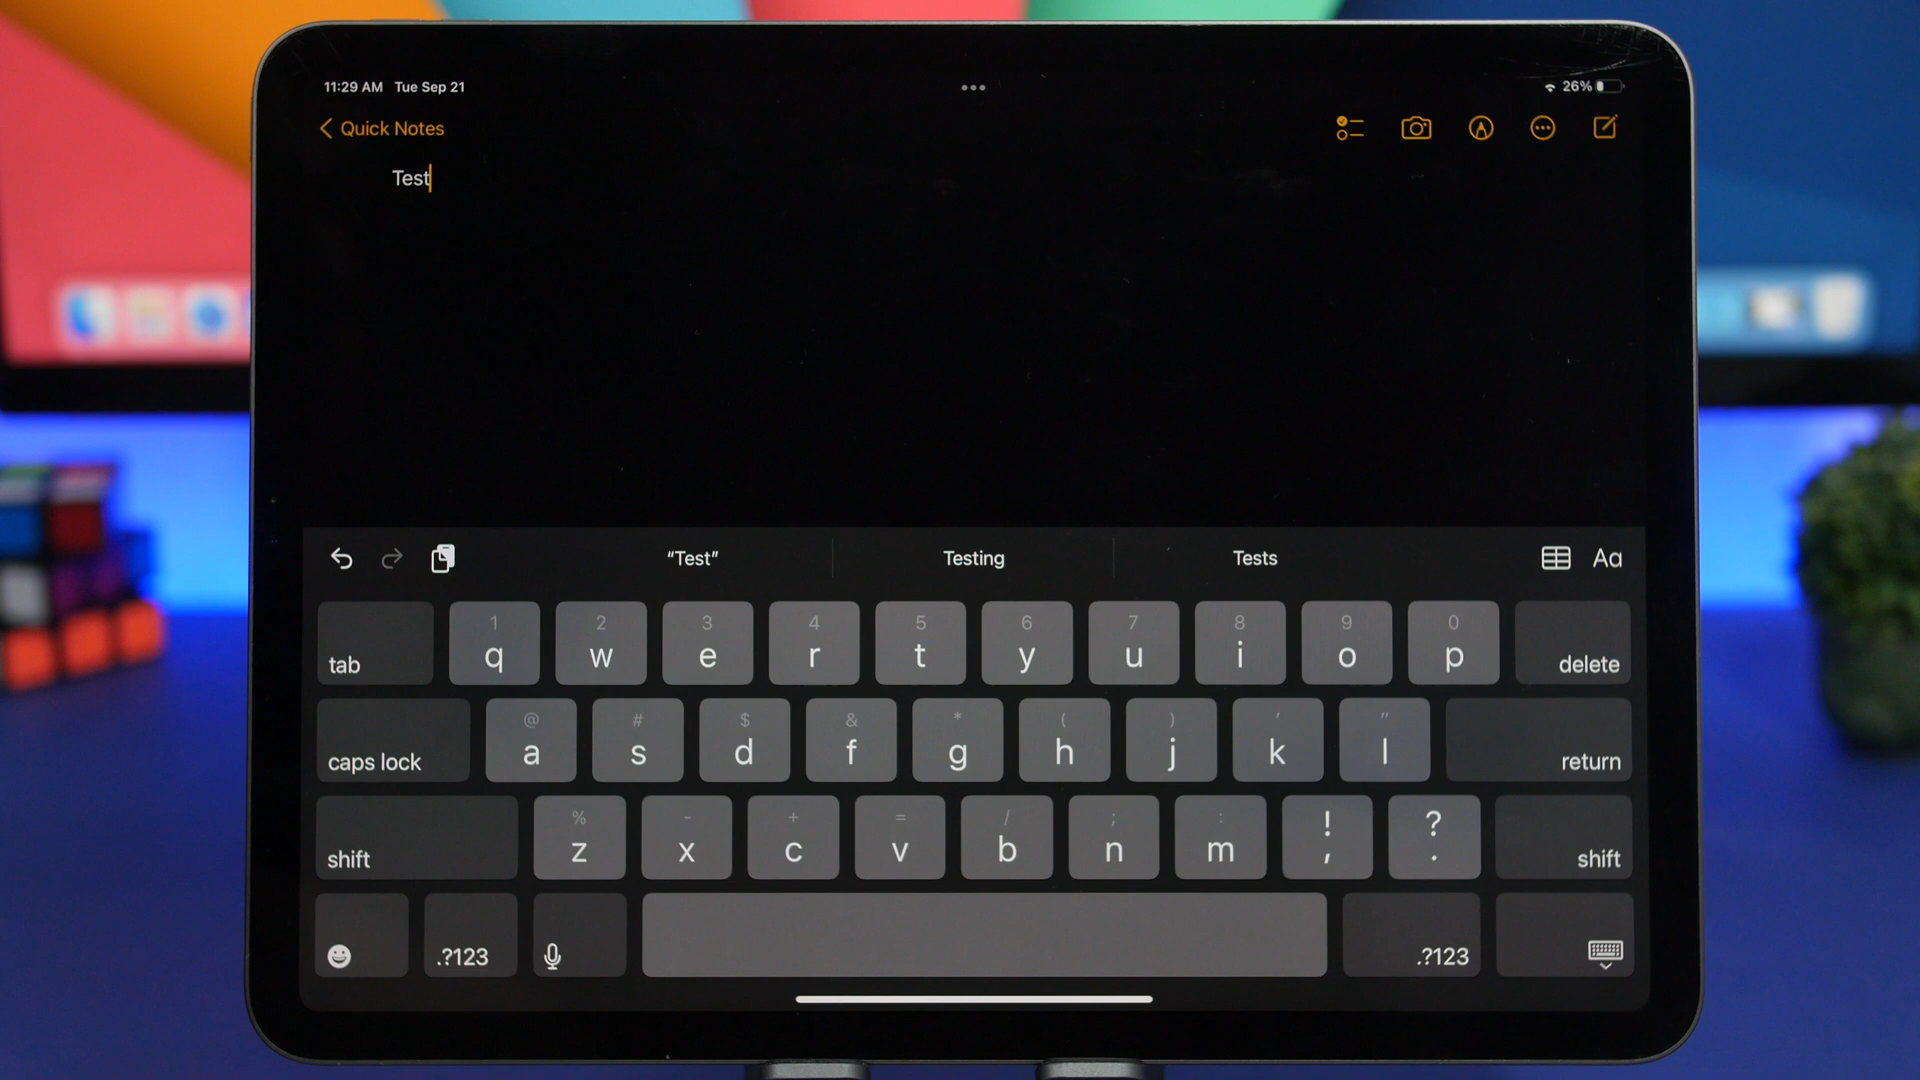 11:29 AM Tue Sep 21 26%
Quick Notes
Test
“Test” Testing Tests Aa
1 2 3 4 5 6 7 8 9 0
tab q w e r t y u i o p delete
@ # $ & * ( ) ' "
caps lock a s d f g h j k l return
% - + = / ; : ! ?
shift z x c v b n m , . shift
.?123 .?123